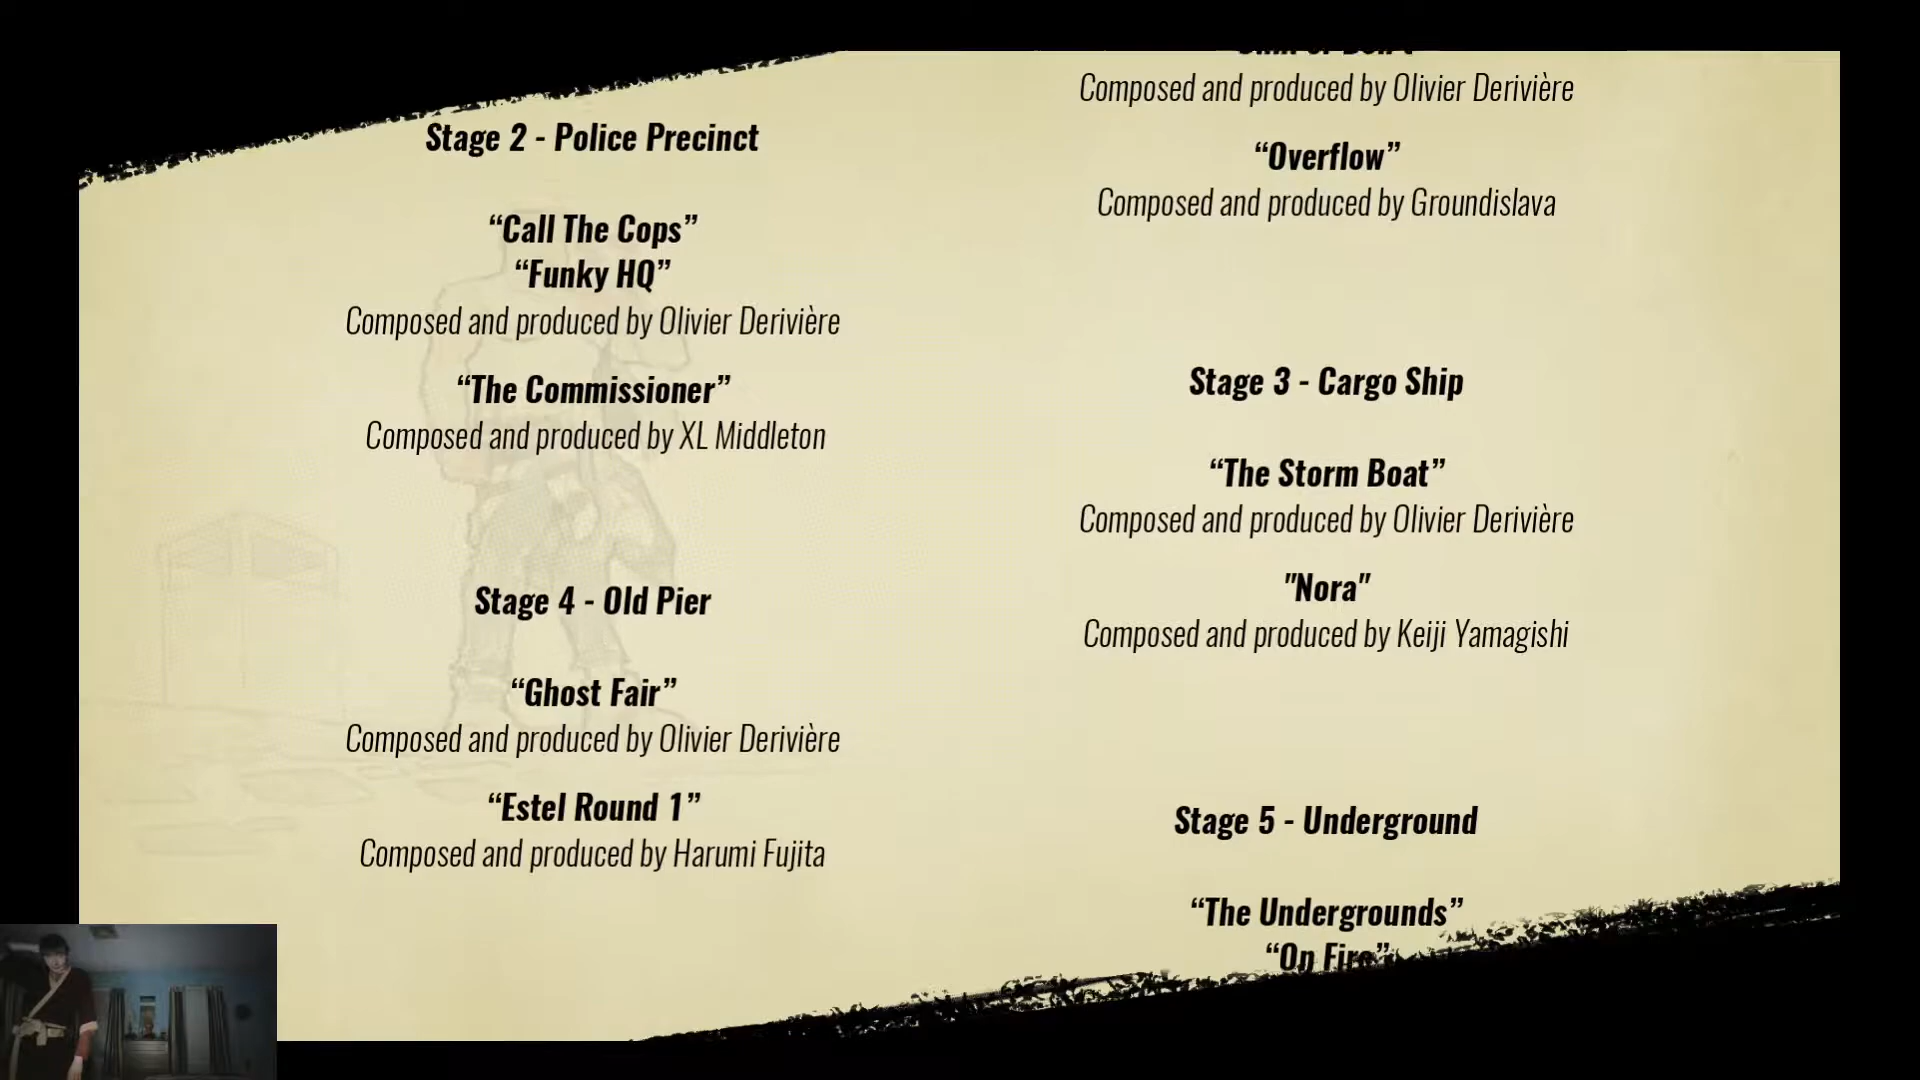 Stage 2 - Police Precinct
“Call The Cops”
“Funky HQ”
Composed and produced by Olivier Derivière
“The Commissioner”
Composed and produced by XL Middleton
Stage 4 - Old Pier
“Ghost Fair”
Composed and produced by Olivier Derivière
“Estel Round 1”
Composed and produced by Harumi Fujita
Composed and produced by Olivier Derivière
“Overflow”
Composed and produced by Groundislava
Stage 3 - Cargo Ship
“The Storm Boat”
Composed and produced by Olivier Derivière
"Nora"
Composed and produced by Keiji Yamagishi
Stage 5 - Underground
“The Undergrounds”
“On Fire”